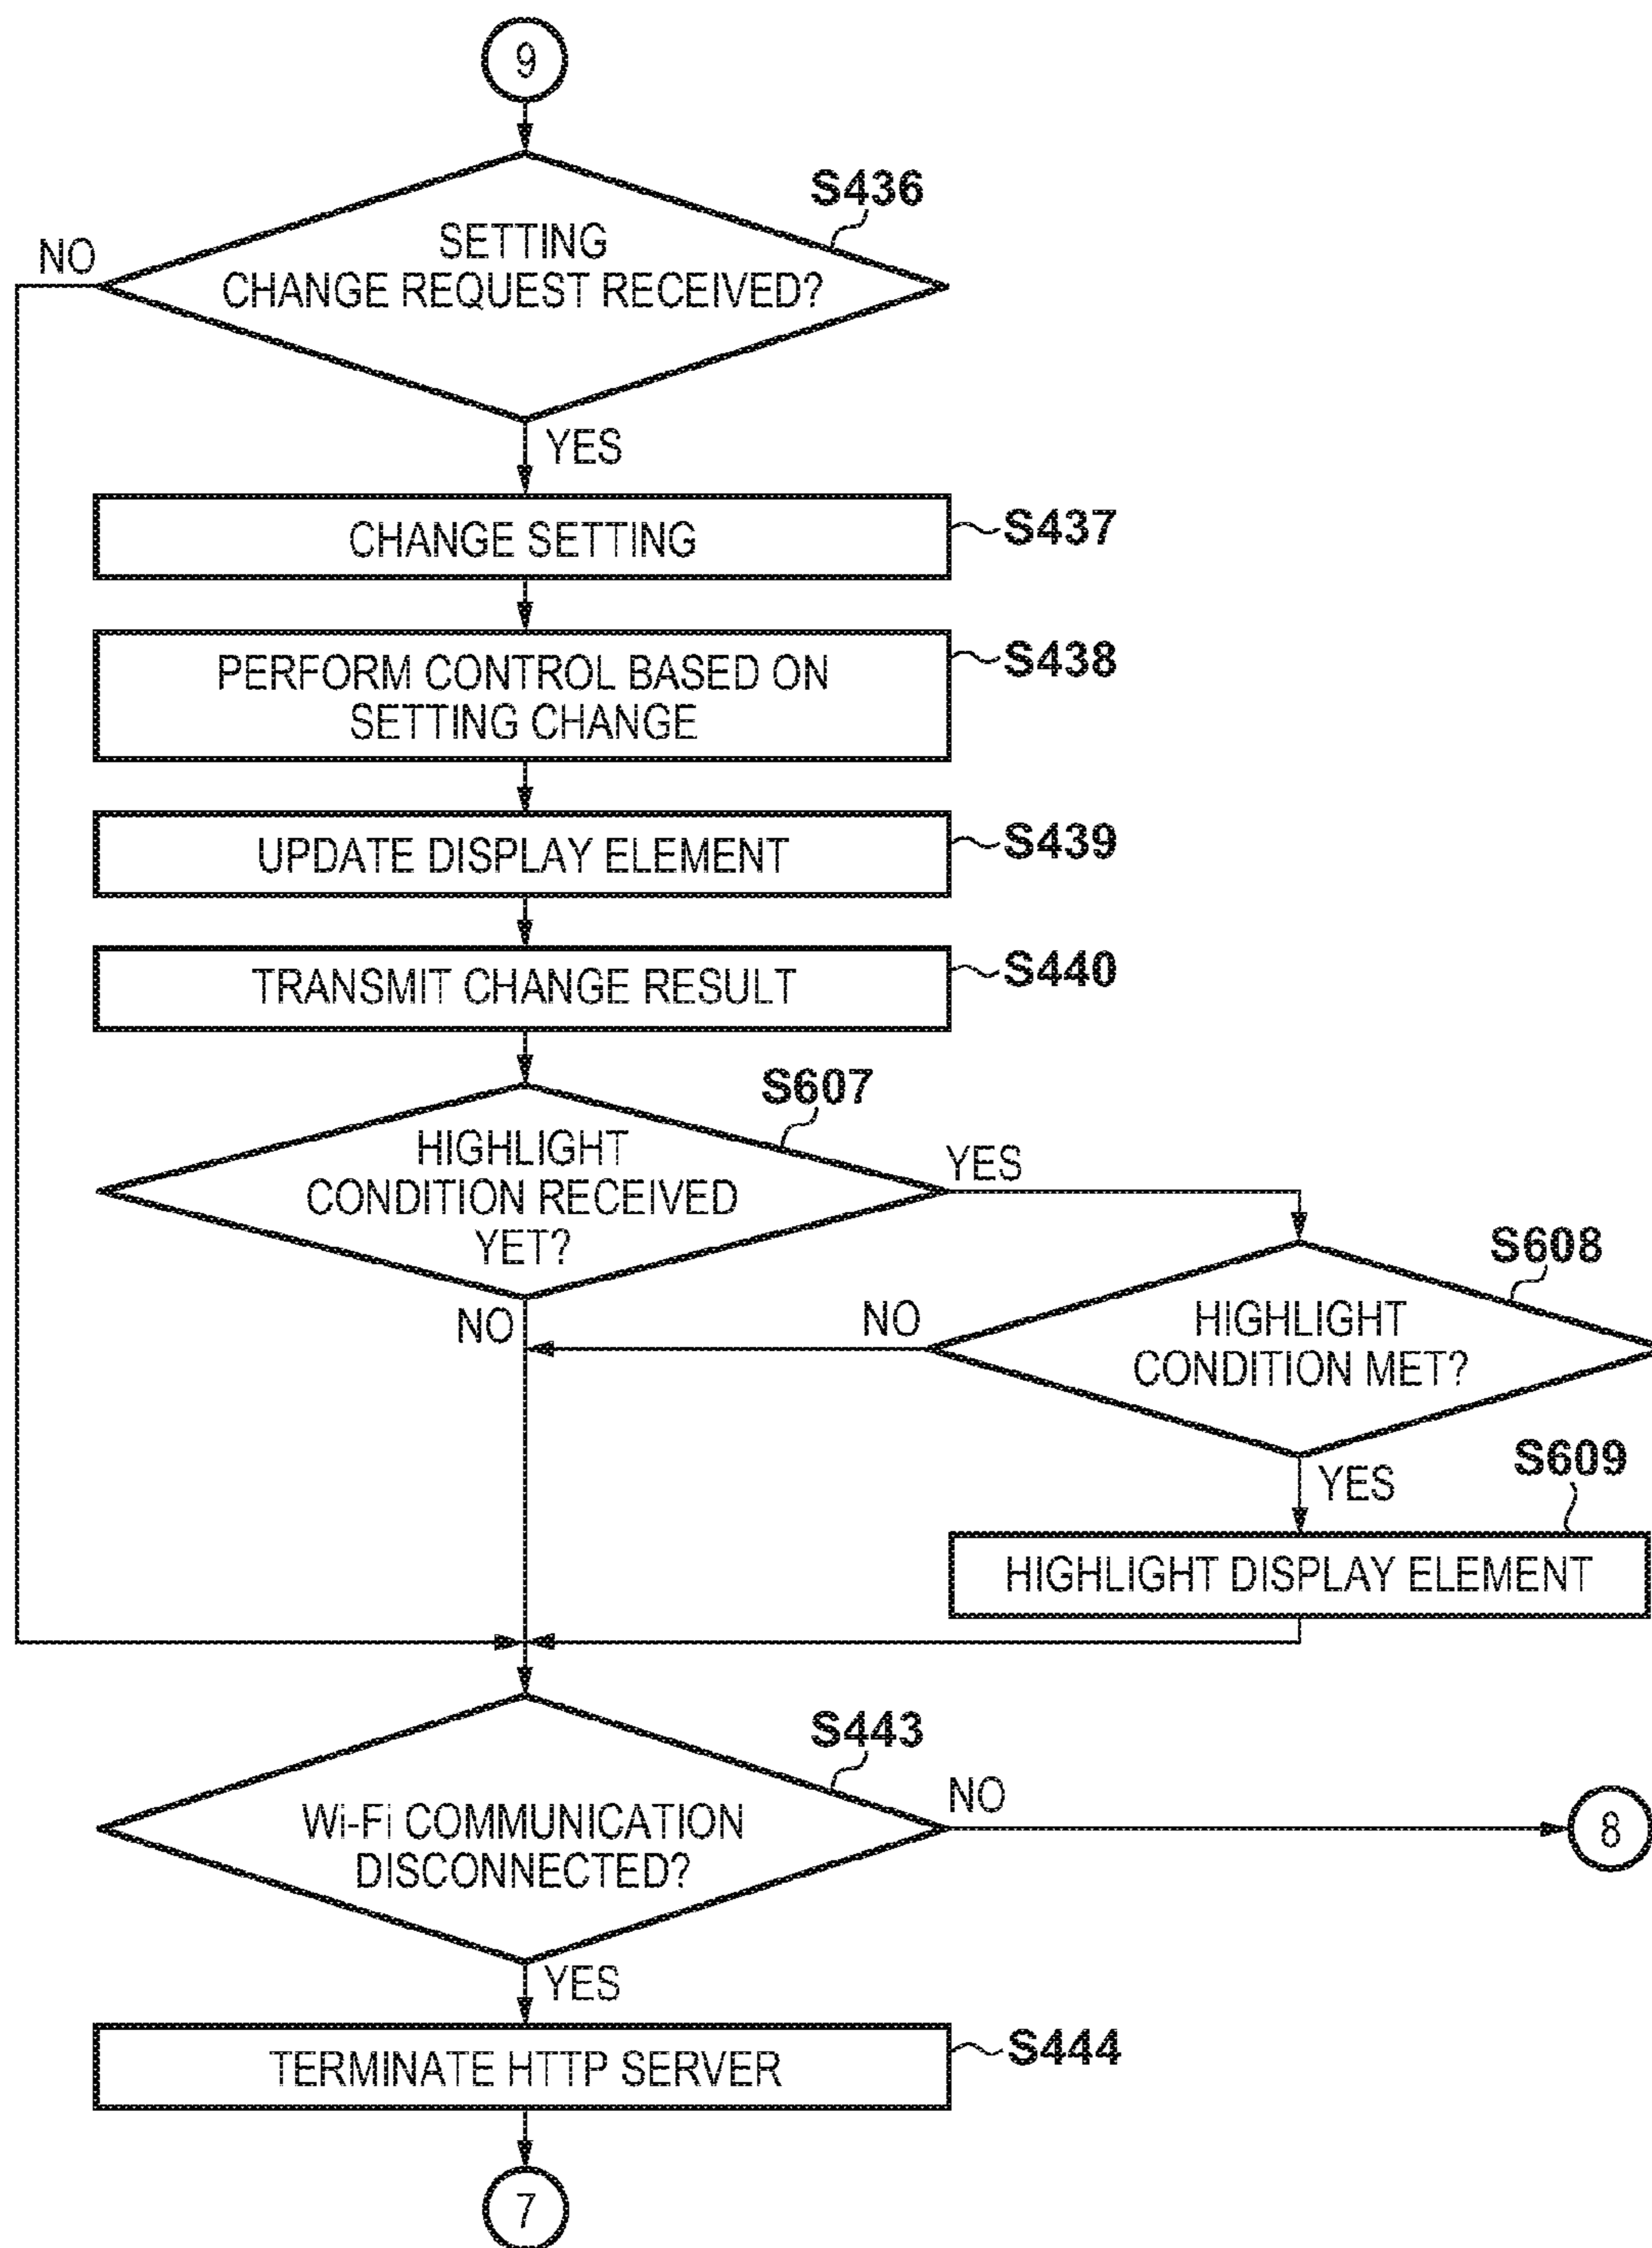 9
S436
NO
SETTING
CHANGE REQUEST RECEIVED?
YES
CHANGE SETTING
S437
PERFORM CONTROL BASED ON
SETTING CHANGE
S438
UPDATE DISPLAY ELEMENT
S439
TRANSMIT CHANGE RESULT
S440
S607
HIGHLIGHT
CONDITION RECEIVED
YET?
YES
NO
S608
NO
HIGHLIGHT
CONDITION MET?
YES
S609
HIGHLIGHT DISPLAY ELEMENT
S443
Wi-Fi COMMUNICATION
DISCONNECTED?
NO
8
YES
TERMINATE HTTP SERVER
S444
7